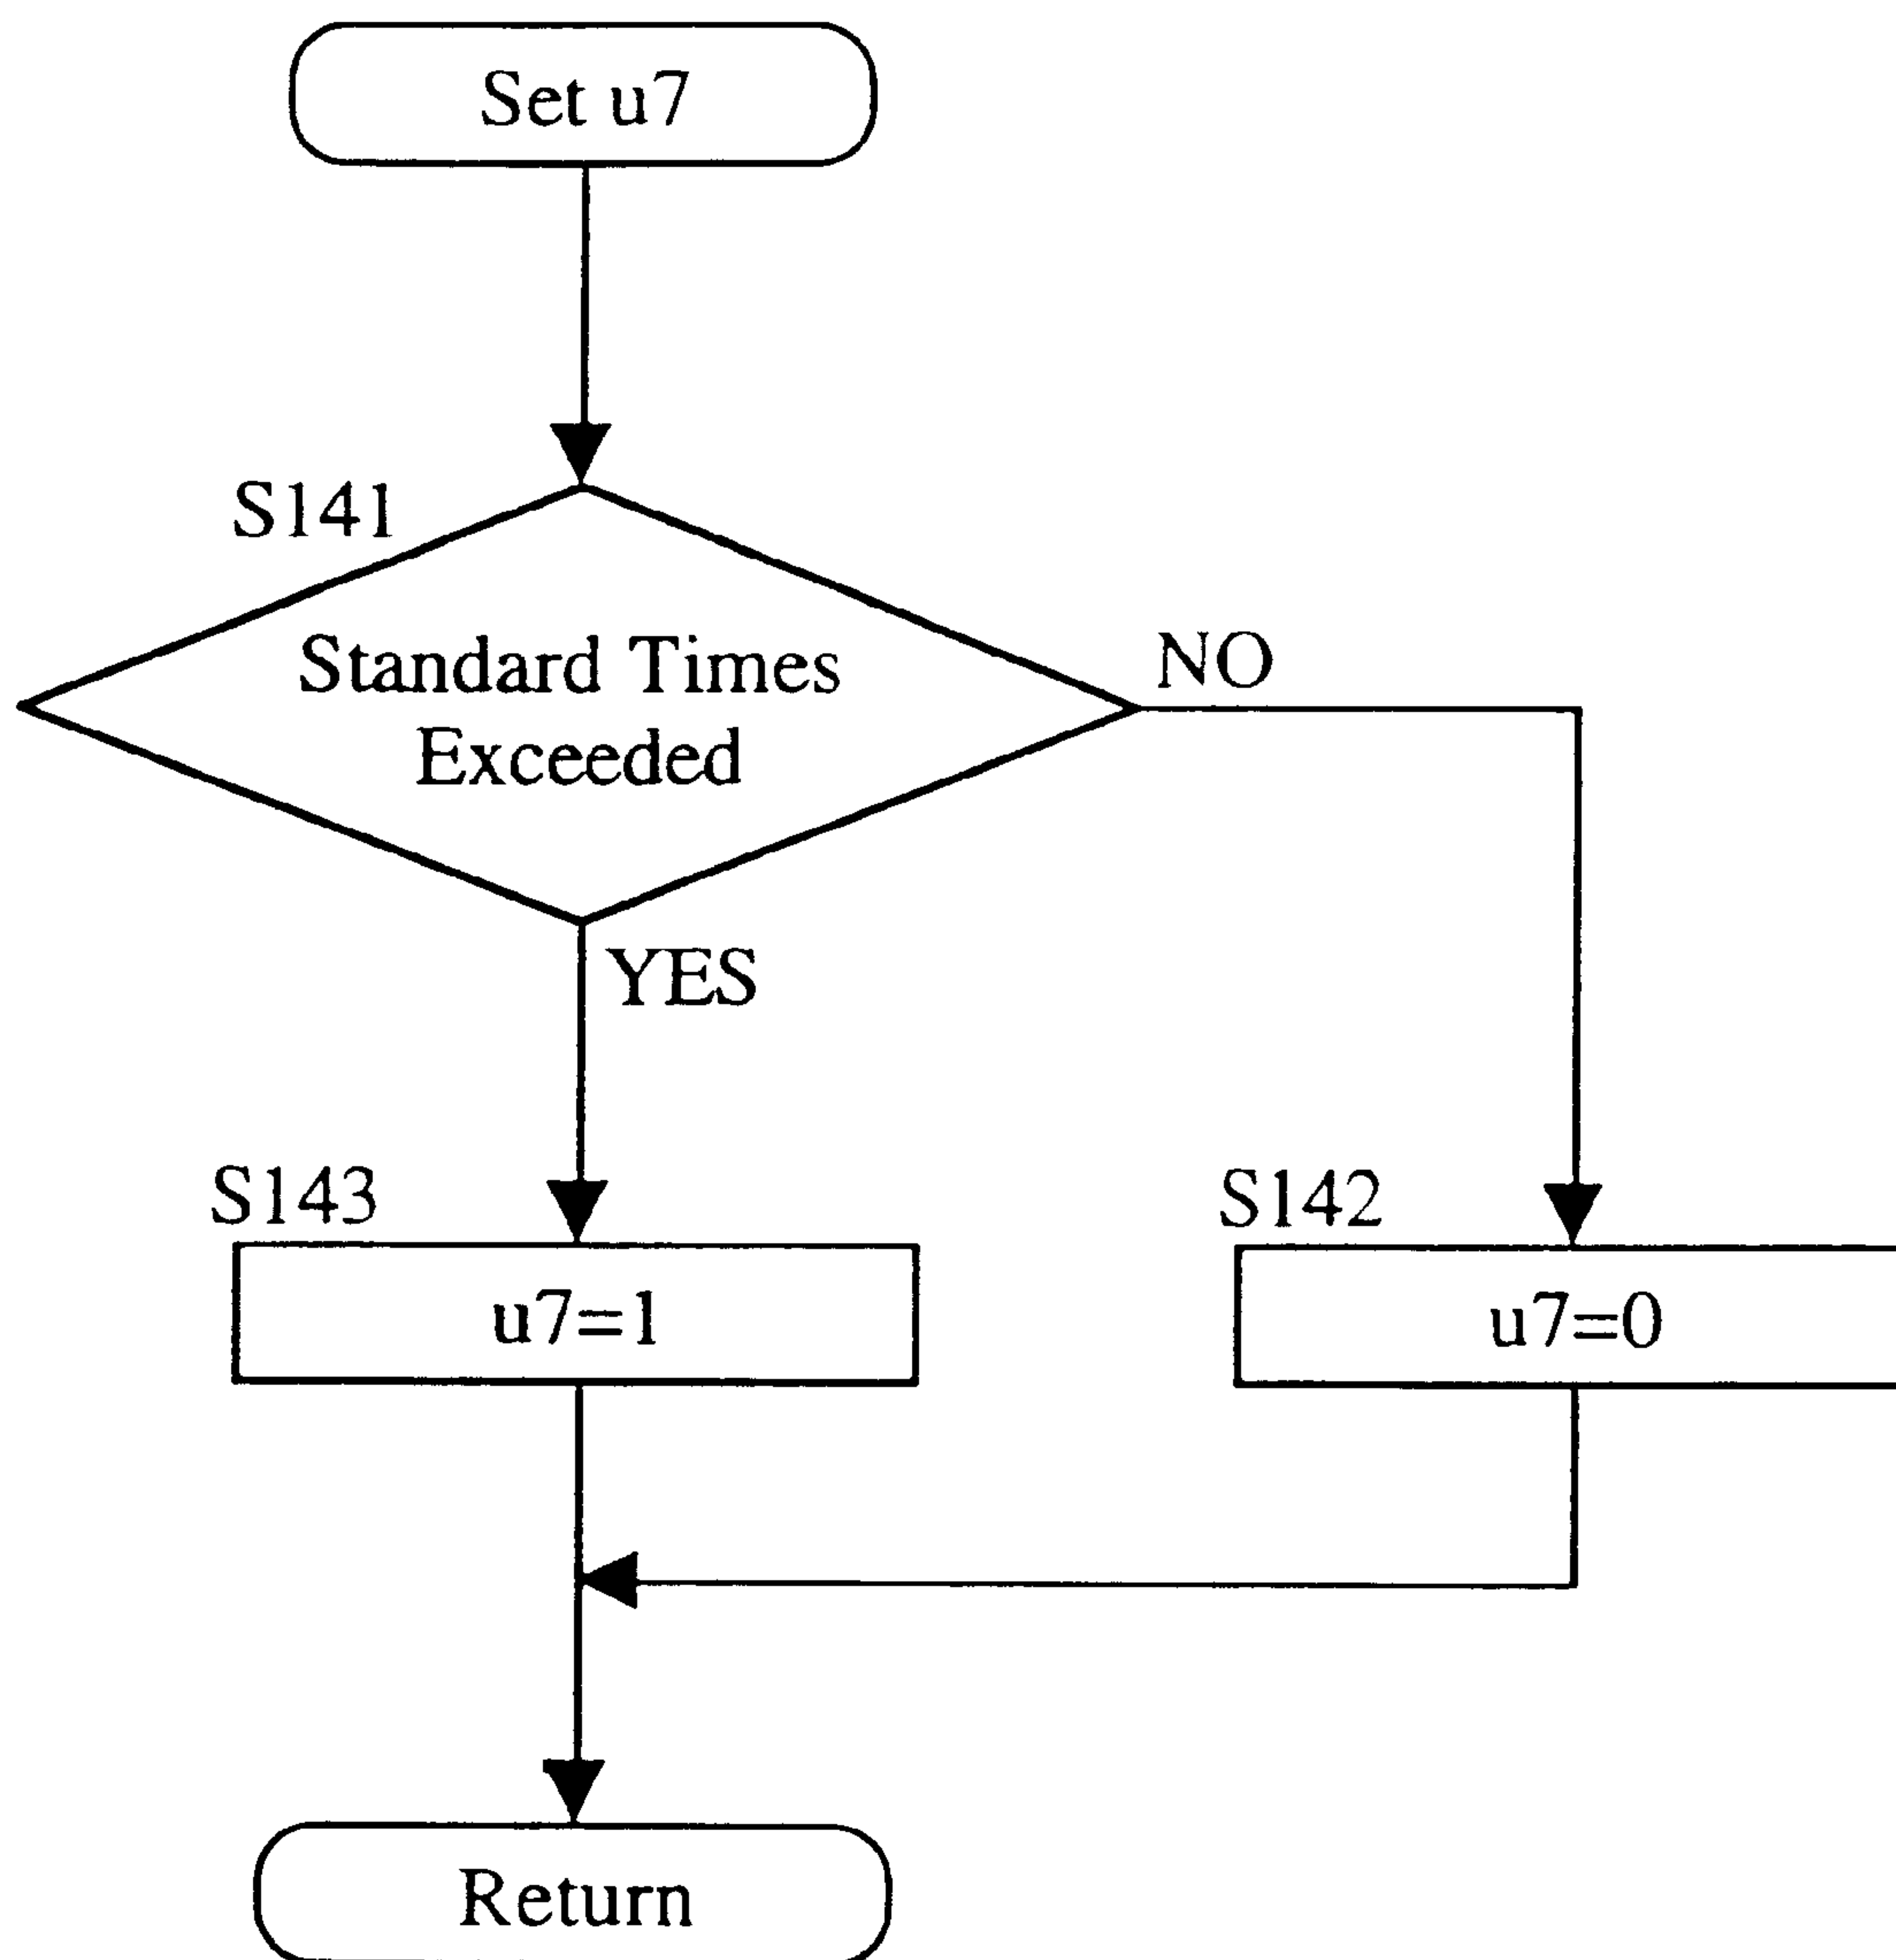 Set u7
S141
Standard Times
Exceeded
NO
YES
S143
S142
u7=1
u7=0
Return